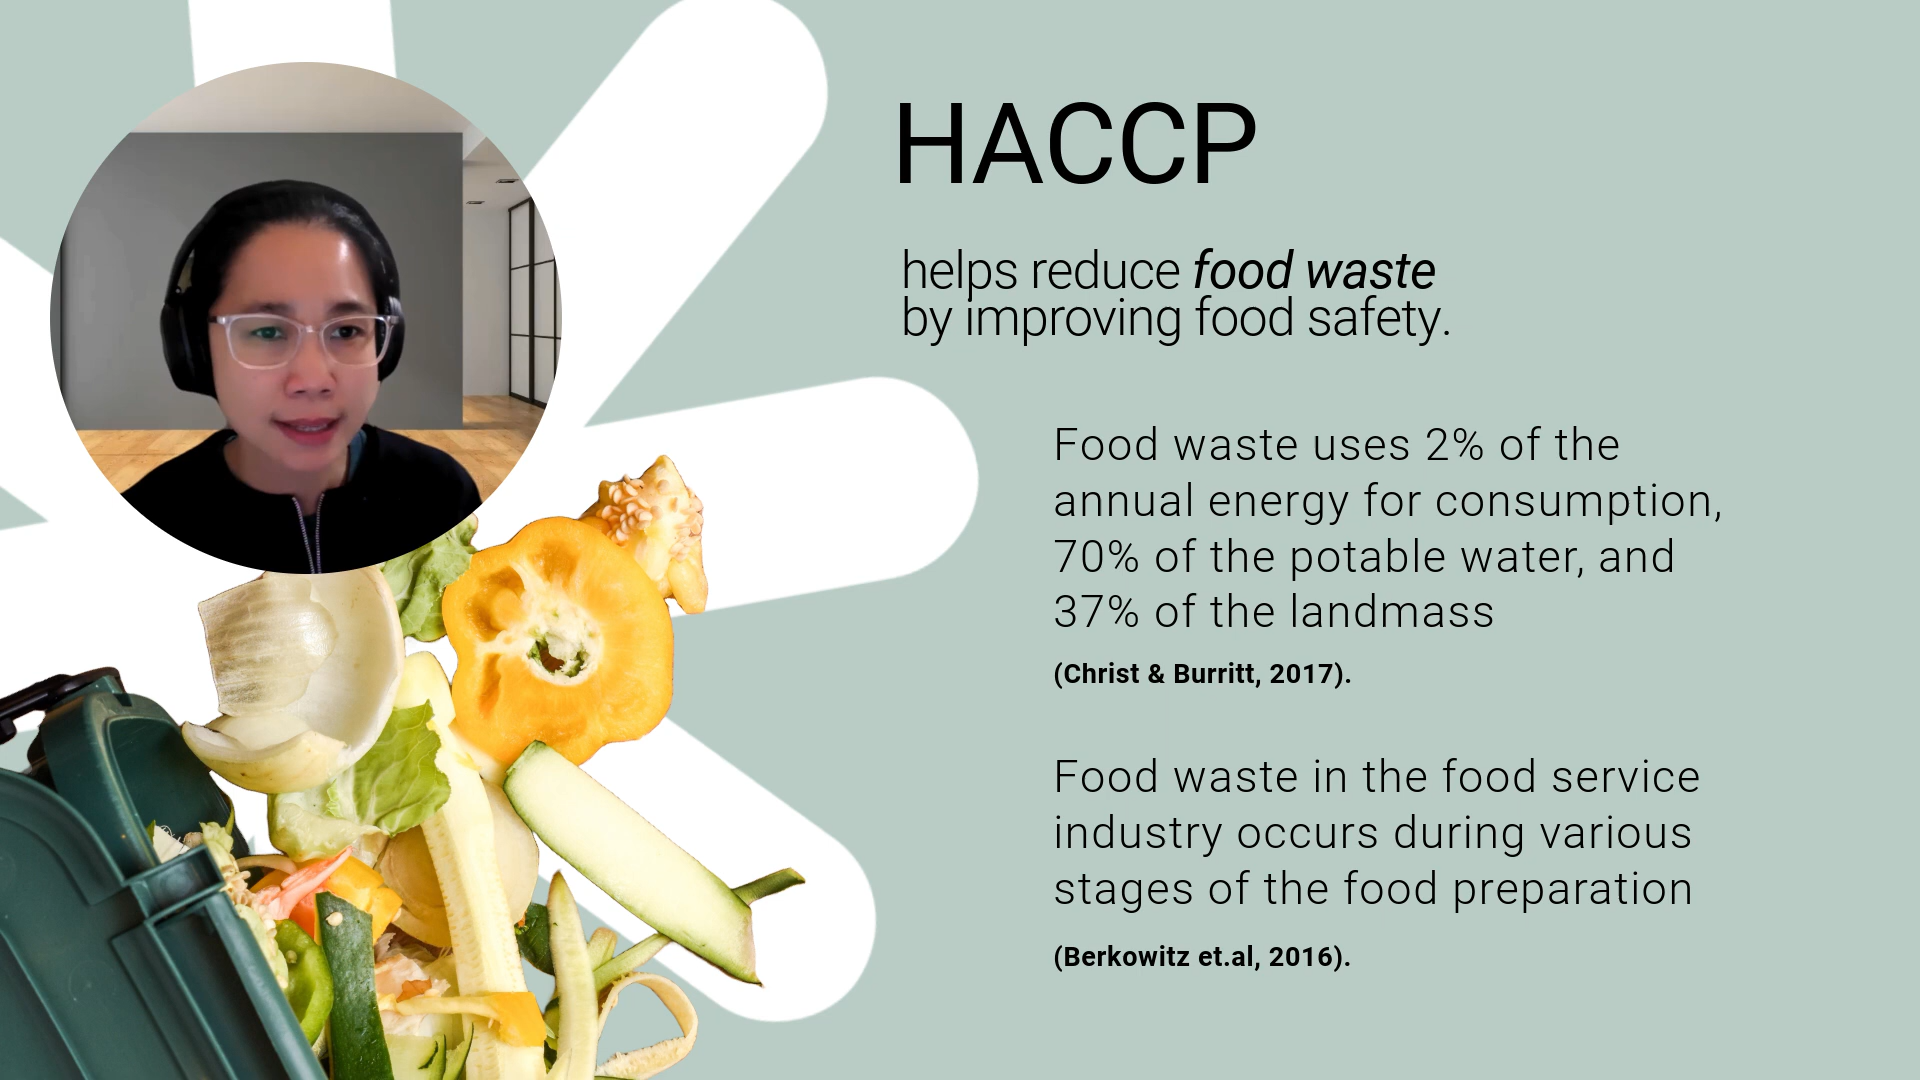 HACCP
helps reduce food waste
by improving food safety.
Food waste uses 2% of the
annual energy for consumption,
70% of the potable water, and
37% of the landmass
(Christ & Burritt, 2017).
Food waste in the food service
industry occurs during various
stages of the food preparation
(Berkowitz et.al, 2016).